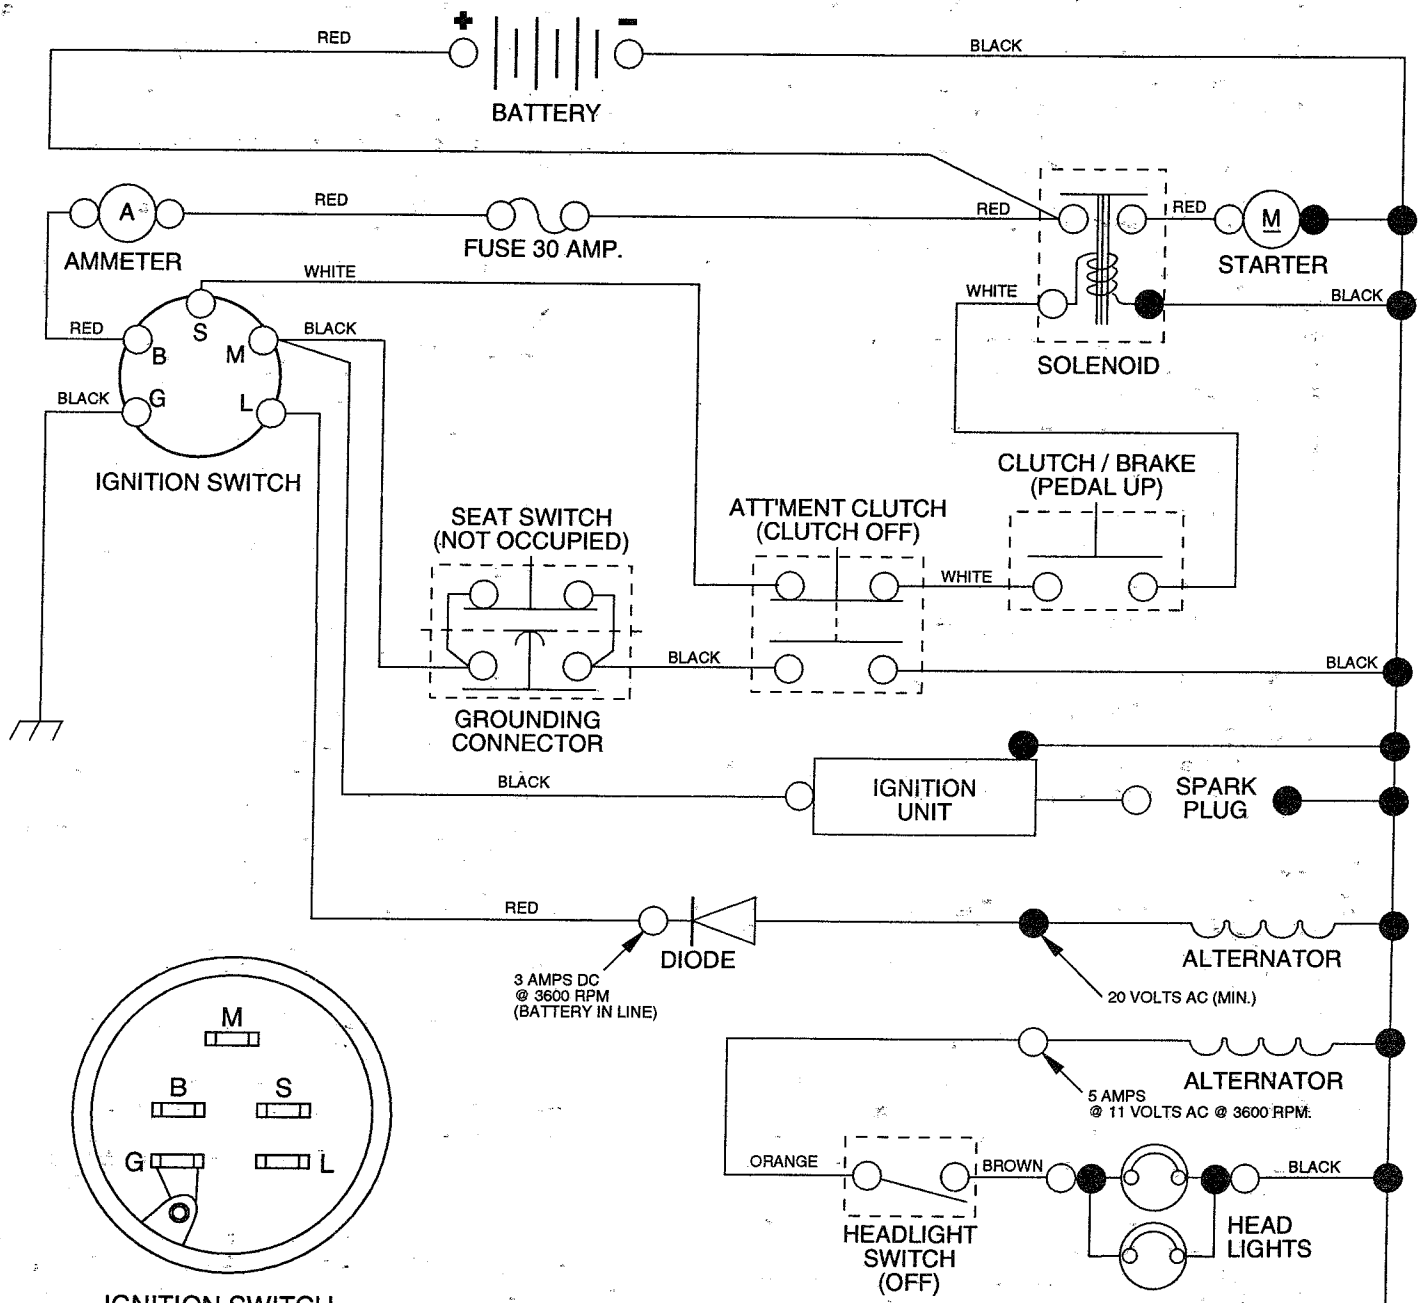 + −
RED
BLACK
BATTERY
A
RED
RED
RED
M
AMMETER
FUSE 30 AMP.
STARTER
WHITE
WHITE
BLACK
S
RED
BLACK
B
M
SOLENOID
BLACK
G
L
IGNITION SWITCH
CLUTCH / BRAKE
(PEDAL UP)
ATT'MENT CLUTCH
(CLUTCH OFF)
SEAT SWITCH
(NOT OCCUPIED)
WHITE
BLACK
BLACK
GROUNDING
CONNECTOR
BLACK
IGNITION
UNIT
SPARK
PLUG
RED
DIODE
ALTERNATOR
3 AMPS DC
@ 3600 RPM
(BATTERY IN LINE)
20 VOLTS AC (MIN.)
M
ALTERNATOR
B
S
5 AMPS
@ 11 VOLTS AC @ 3600 RPM.
G
L
ORANGE
BROWN
BLACK
HEADLIGHT
SWITCH
(OFF)
HEAD
LIGHTS
IGNITION SWITCH